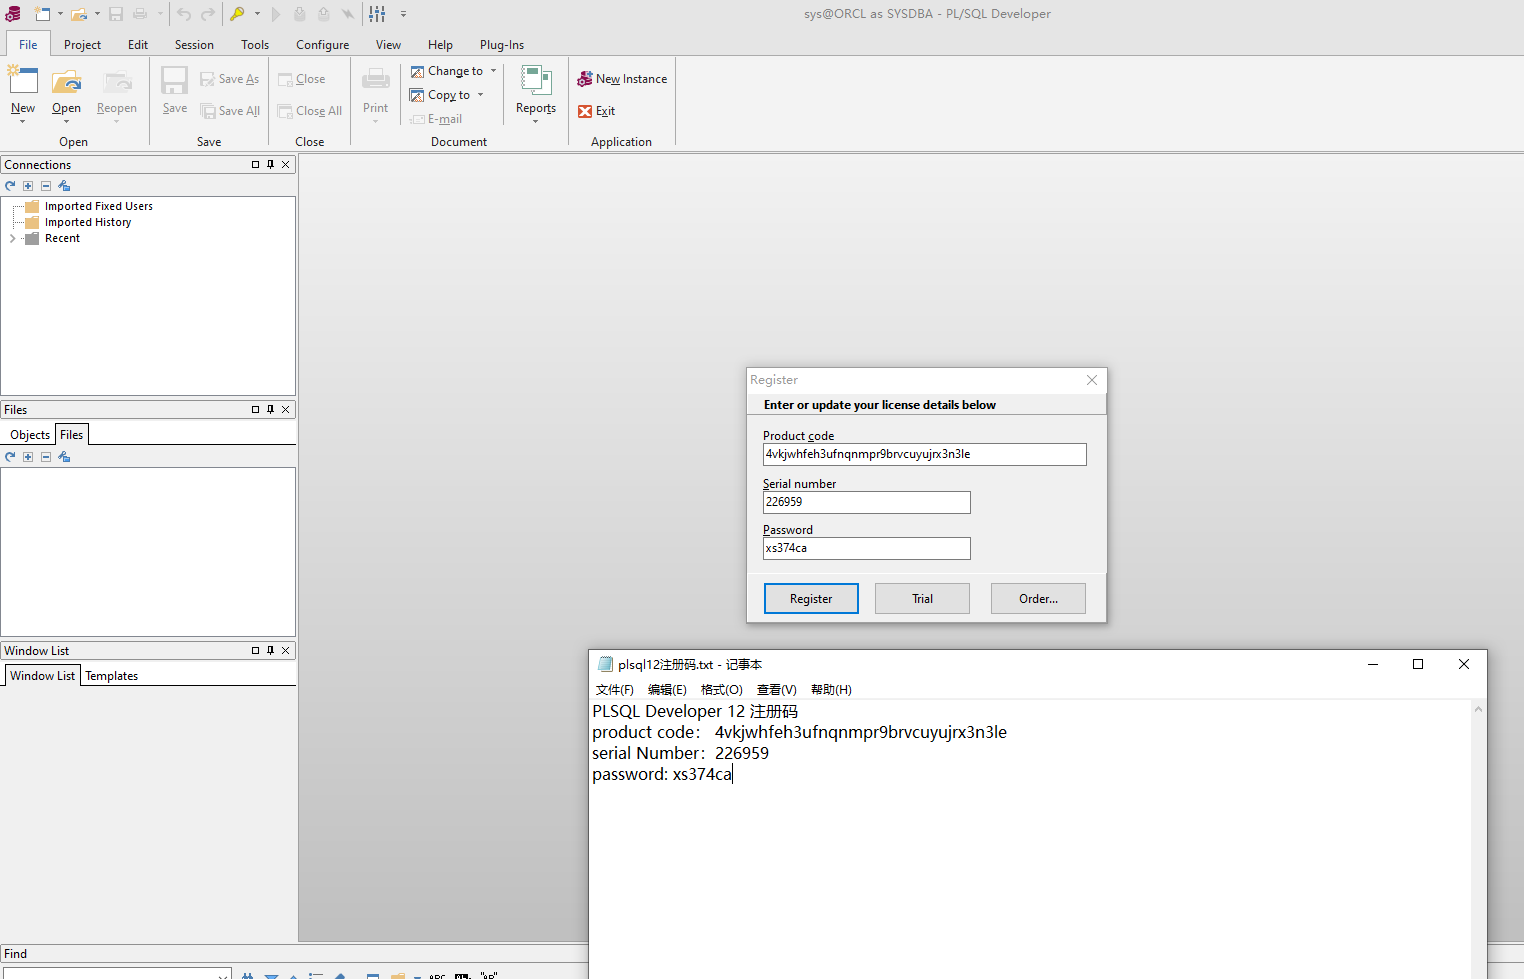 sys@ORCL as SYSDBA - PL/SQL Developer
File Project Edit Session Tools Configure View Help Plug-Ins
New Open Reopen
Open
Save Save As Save All
Save
Close Close All
Close
Print Change to Copy to E-mail
Document
Reports
New Instance
Exit
Application
Connections
Imported Fixed Users
Imported History
Recent
Files
Objects Files
Window List
Window List Templates
Find
Register
Enter or update your license details below
Product code
4vkjwhfeh3ufnqnmpr9brvcuyujrx3n3le
Serial number
226959
Password
xs374ca
Register Trial Order...
plsql12注册码.txt - 记事本
文件(F) 编辑(E) 格式(O) 查看(V) 帮助(H)
PLSQL Developer 12 注册码
product code： 4vkjwhfeh3ufnqnmpr9brvcuyujrx3n3le
serial Number：226959
password: xs374ca